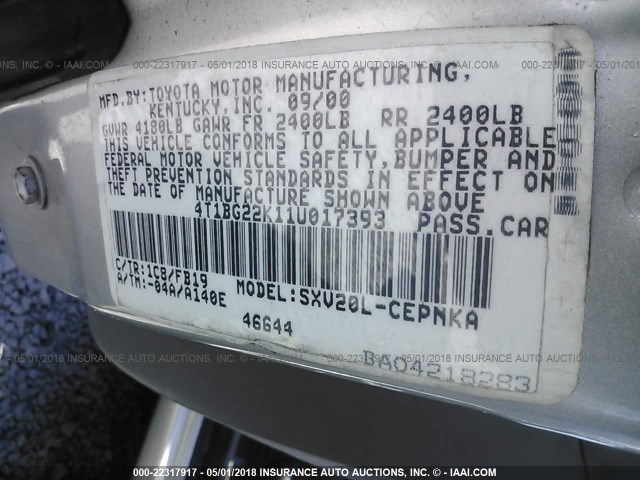 000-22317917 - 05/01/2018 INSURANCE AUTO AUCTIONS, INC. - © IAAI.COM
MFD.BY:TOYOTA MOTOR MANUFACTURING,
KENTUCKY,INC. 09/00
GVWR 4180LB GAWR FR 2400LB RR 2400LB
THIS VEHICLE CONFORMS TO ALL APPLICABLE
FEDERAL MOTOR VEHICLE SAFETY,BUMPER AND
THEFT PREVENTION STANDARDS IN EFFECT ON
THE DATE OF MANUFACTURE SHOWN ABOVE
4T1BG22K11U017393 PASS.CAR
C/TR:1C8/FB19
A/TM:-04A/A140E
MODEL:SXV20L-CEPNKA
46644
BA04218283
000-22317917 - 05/01/2018 INSURANCE AUTO AUCTIONS, INC. - © IAAI.COM